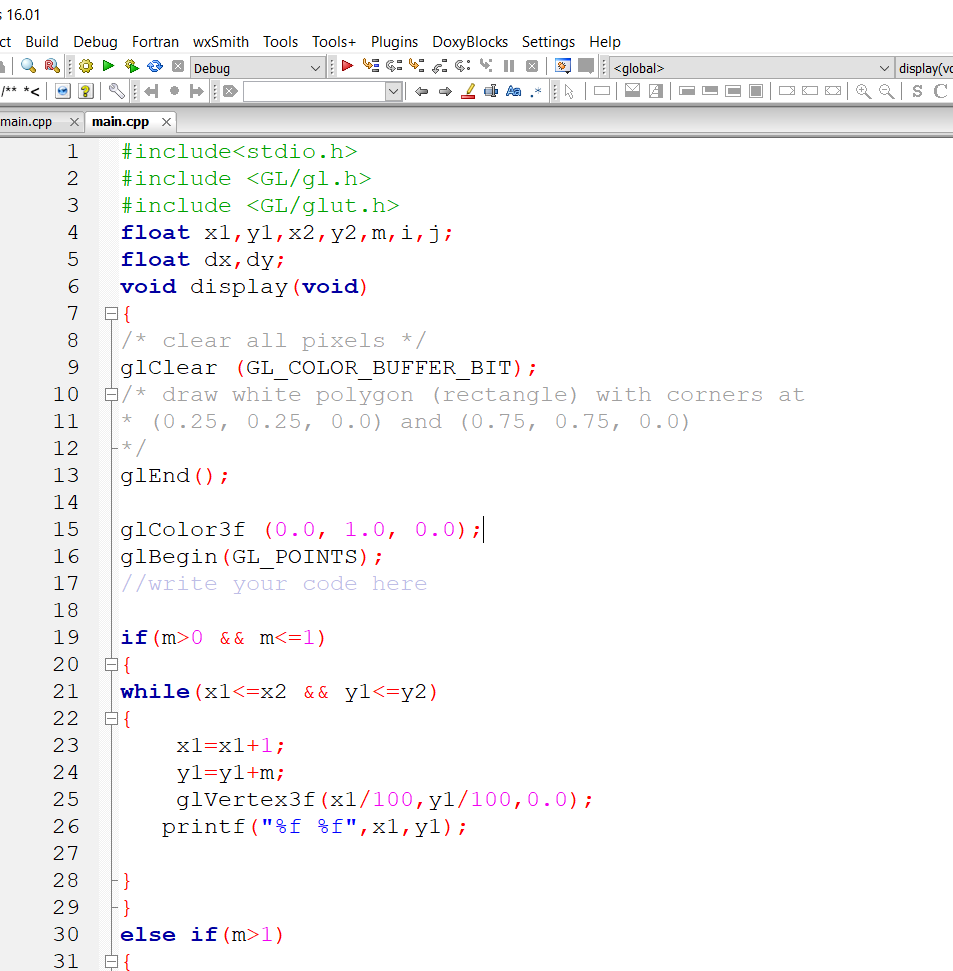 s 16.01
ct Build Debug Fortran wxSmith Tools Tools+ Plugins DoxyBlocks Settings Help
Debug <global> display(vo
/** *<
main.cpp main.cpp
1 #include<stdio.h>
2 #include <GL/gl.h>
3 #include <GL/glut.h>
4 float x1,y1,x2,y2,m,i,j;
5 float dx,dy;
6 void display(void)
7 {
8 /* clear all pixels */
9 glClear (GL_COLOR_BUFFER_BIT);
10 /* draw white polygon (rectangle) with corners at
11 * (0.25, 0.25, 0.0) and (0.75, 0.75, 0.0)
12 */
13 glEnd();
14
15 glColor3f (0.0, 1.0, 0.0);
16 glBegin(GL_POINTS);
17 //write your code here
18
19 if(m>0 && m<=1)
20 {
21 while(x1<=x2 && y1<=y2)
22 {
23 x1=x1+1;
24 y1=y1+m;
25 glVertex3f(x1/100,y1/100,0.0);
26 printf("%f %f",x1,y1);
27
28 }
29 }
30 else if(m>1)
31 {